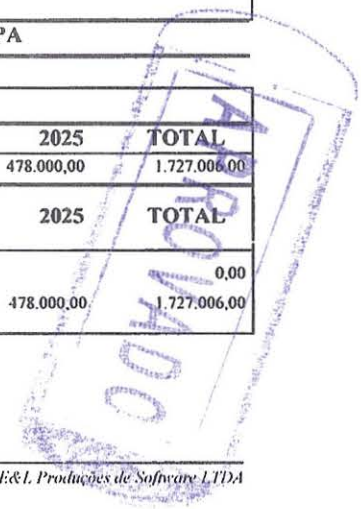 PA
2025 TOTAL
478.000,00 1.727.006,00
2025 TOTAL
0,00
478.000,00 1.727.006,00
E&L Produções de Software LTDA
APROVADO